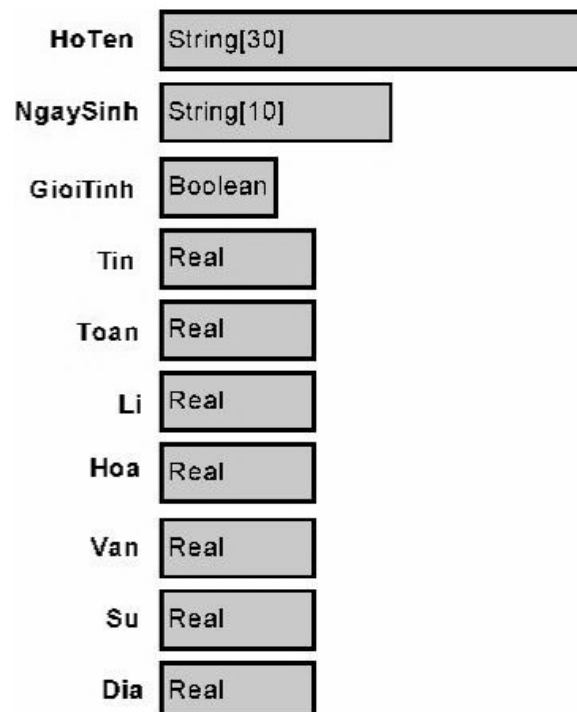 HoTen String[30]
NgaySinh String[10]
GioiTinh Boolean
Tin Real
Toan Real
Li Real
Hoa Real
Van Real
Su Real
Dia Real